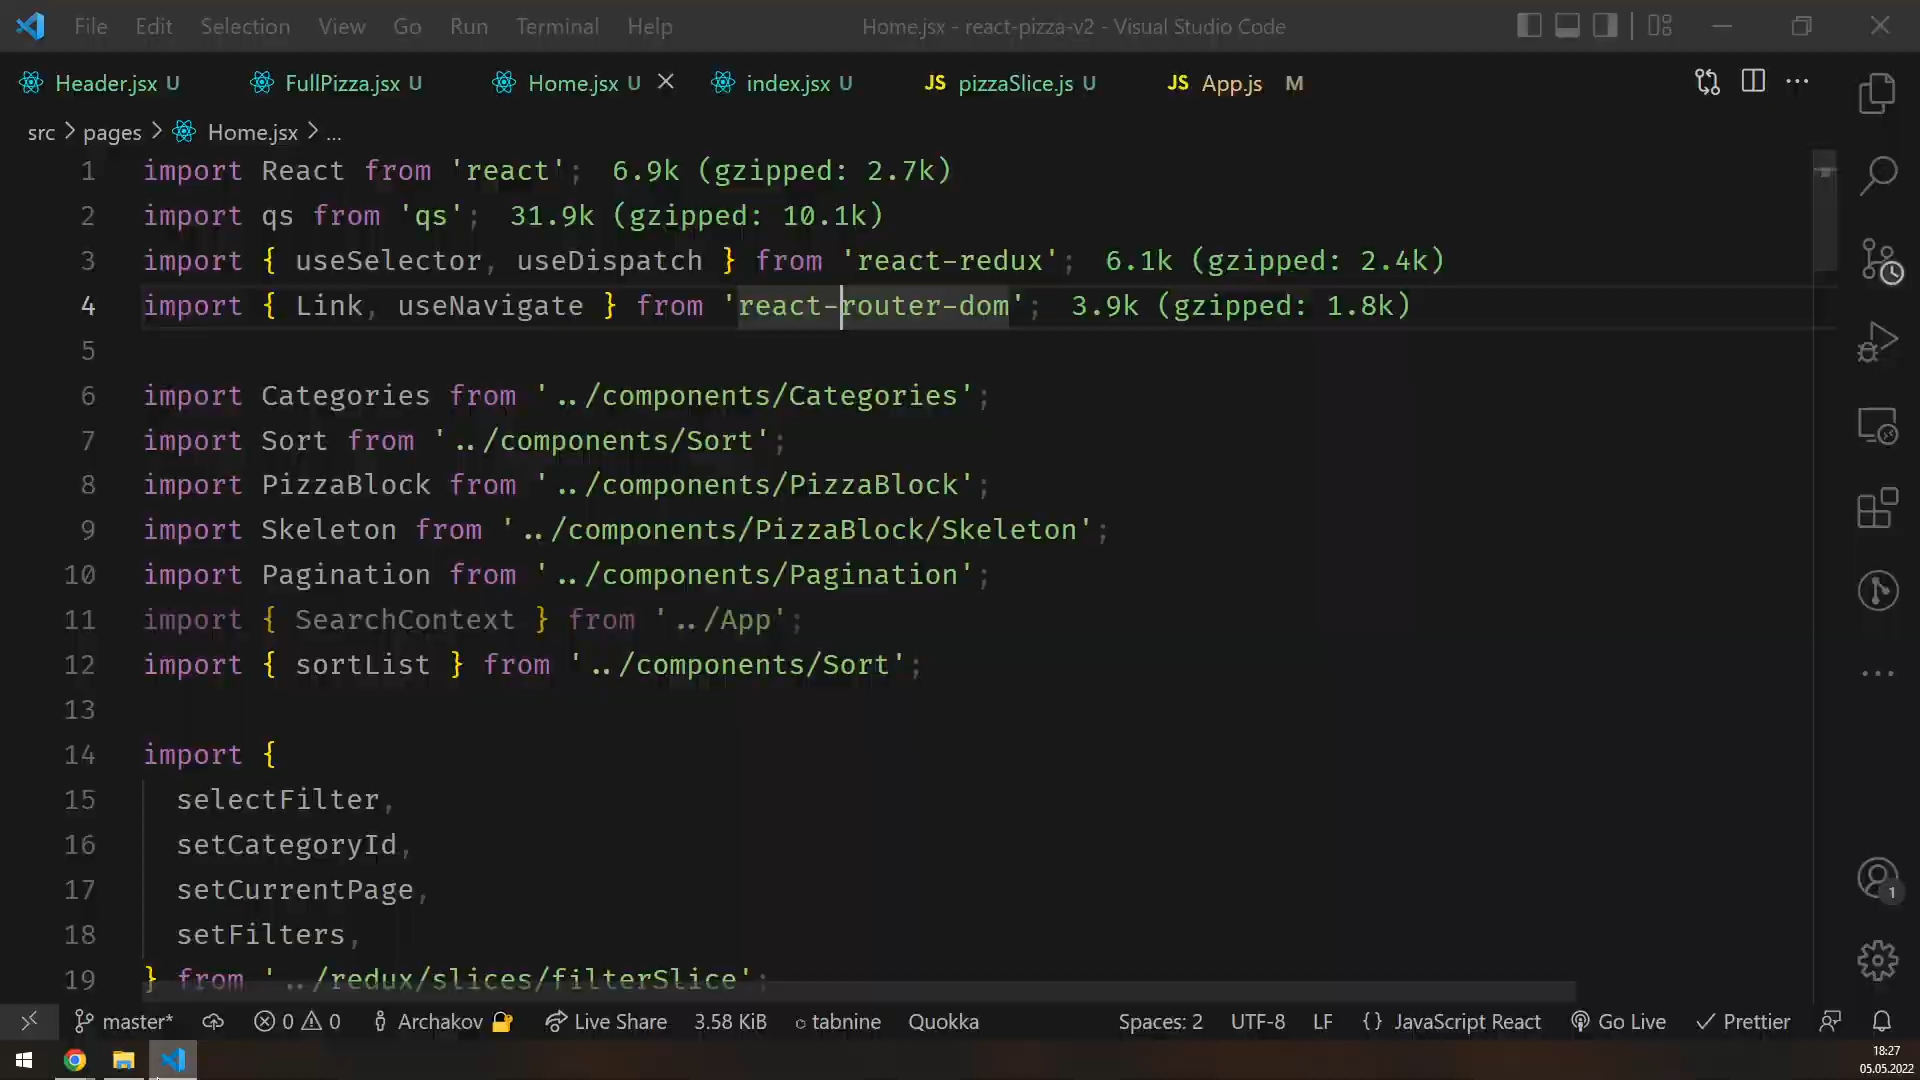 File Edit Selection View Go Run Terminal Help Home.jsx - react-pizza-v2 - Visual Studio Code
Header.jsx U FullPizza.jsx U Home.jsx U index.jsx U JS pizzaSlice.js U JS App.js M
src > pages > Home.jsx > ...
1 import React from 'react'; 6.9k (gzipped: 2.7k)
2 import qs from 'qs'; 31.9k (gzipped: 10.1k)
3 import { useSelector, useDispatch } from 'react-redux'; 6.1k (gzipped: 2.4k)
4 import { Link, useNavigate } from 'react-router-dom'; 3.9k (gzipped: 1.8k)
5
6 import Categories from '../components/Categories';
7 import Sort from '../components/Sort';
8 import PizzaBlock from '../components/PizzaBlock';
9 import Skeleton from '../components/PizzaBlock/Skeleton';
10 import Pagination from '../components/Pagination';
11 import { SearchContext } from '../App';
12 import { sortList } from '../components/Sort';
13
14 import {
15 selectFilter,
16 setCategoryId,
17 setCurrentPage,
18 setFilters,
19 } from '../redux/slices/filterSlice';
1
master* 0 0 Archakov Live Share 3.58 KiB tabnine Quokka Spaces: 2 UTF-8 LF {} JavaScript React Go Live Prettier
18:27
05.05.2022